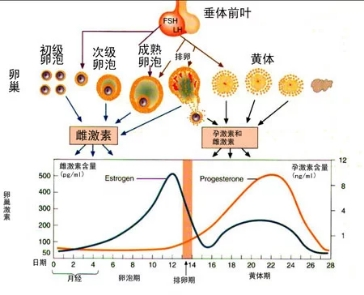 FSH
LH
垂体前叶
初级
卵泡
次级
卵泡
成熟
卵泡
排卵
黄体
卵巢
雌激素
孕激素和
雌激素
雌激素含量
(pg/ml)
孕激素含量
(ng/ml)
Estrogen
Progesterone
卵巢激素
500
400
300
200
100
50
12
8
4
1
日期
0 2 4 6 8 10 12 14 16 18 20 22 24 26 28
月经
卵泡期
排卵期
黄体期